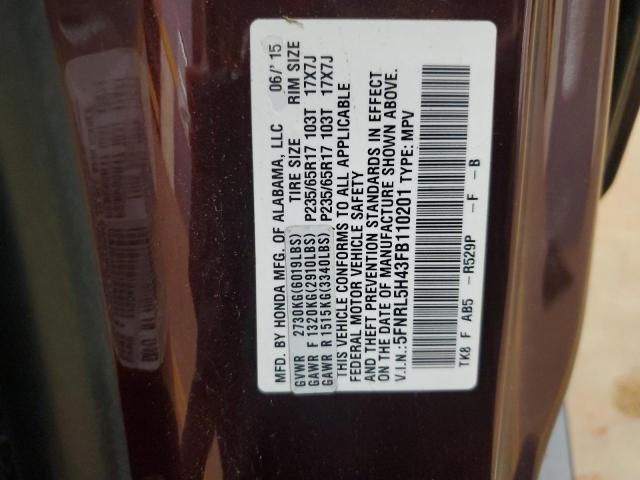 MFD. BY HONDA MFG. OF ALABAMA, LLC 06/'15
TIRE SIZE RIM SIZE
GVWR 2730KG(6019LBS)
GAWR F 1320KG(2910LBS) P235/65R17 103T 17X7J
GAWR R 1515KG(3340LBS) P235/65R17 103T 17X7J
THIS VEHICLE CONFORMS TO ALL APPLICABLE
FEDERAL MOTOR VEHICLE SAFETY
AND THEFT PREVENTION STANDARDS IN EFFECT
ON THE DATE OF MANUFACTURE SHOWN ABOVE.
V.I.N.:5FNRL5H43FB110201 TYPE: MPV
TK8 F AB5 -R529P -F -B